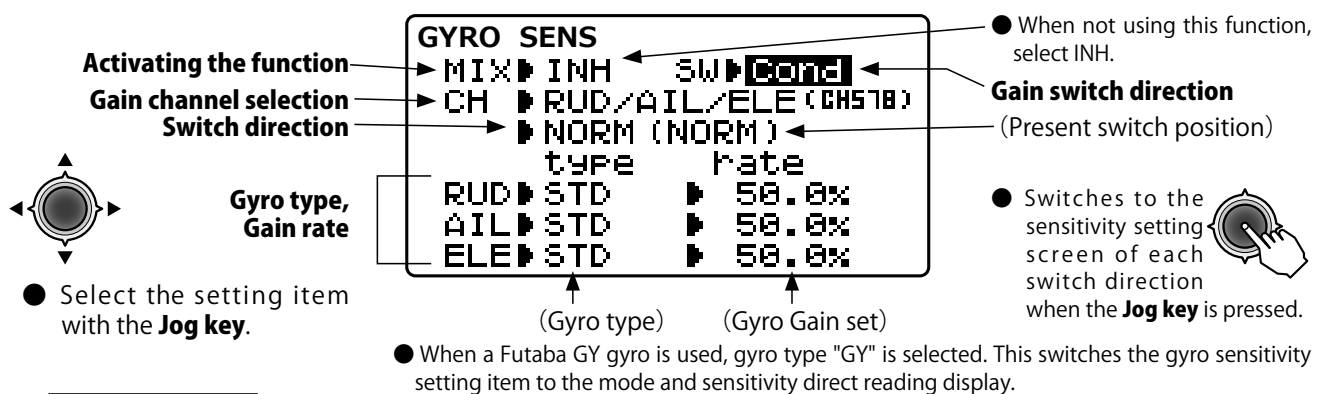 GYRO SENS
MIX▶INH SW▶Cond
CH ▶RUD/AIL/ELE(CH578)
▶NORM (NORM)
type rate
RUD▶STD ▶ 50.0%
AIL▶STD ▶ 50.0%
ELE▶STD ▶ 50.0%
Activating the function
Gain channel selection
Switch direction
Gyro type,
Gain rate
● Select the setting item
with the Jog key.
● When not using this function,
select INH.
Gain switch direction
(Present switch position)
● Switches to the
sensitivity setting
screen of each
switch direction
when the Jog key is pressed.
(Gyro type)
(Gyro Gain set)
● When a Futaba GY gyro is used, gyro type "GY" is selected. This switches the gyro sensitivity
setting item to the mode and sensitivity direct reading display.